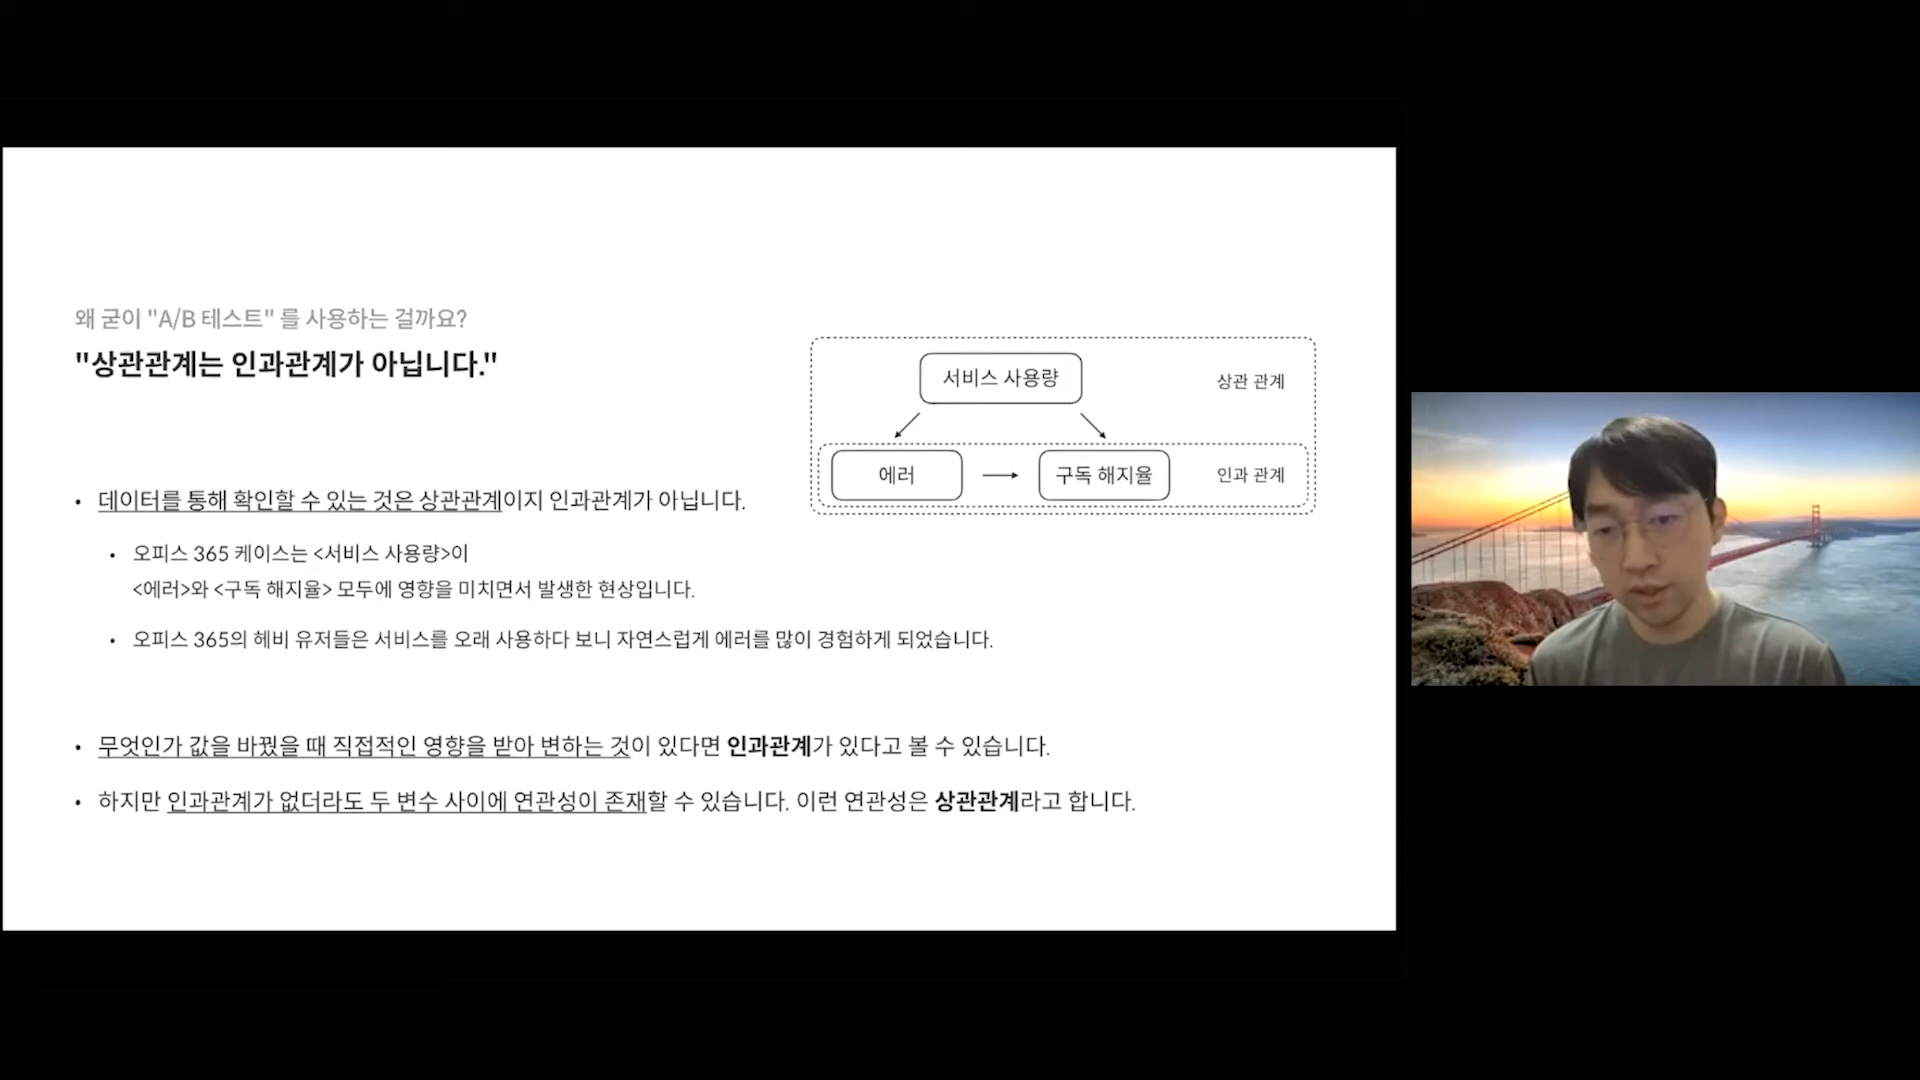 왜 굳이 "A/B 테스트" 를 사용하는 걸까요?
"상관관계는 인과관계가 아닙니다."
서비스 사용량
상관 관계
에러
구독 해지율
인과 관계
• 데이터를 통해 확인할 수 있는 것은 상관관계이지 인과관계가 아닙니다.
• 오피스 365 케이스는 <서비스 사용량>이
<에러>와 <구독 해지율> 모두에 영향을 미치면서 발생한 현상입니다.
• 오피스 365의 헤비 유저들은 서비스를 오래 사용하다 보니 자연스럽게 에러를 많이 경험하게 되었습니다.
• 무엇인가 값을 바꿨을 때 직접적인 영향을 받아 변하는 것이 있다면 인과관계가 있다고 볼 수 있습니다.
• 하지만 인과관계가 없더라도 두 변수 사이에 연관성이 존재할 수 있습니다. 이런 연관성은 상관관계라고 합니다.